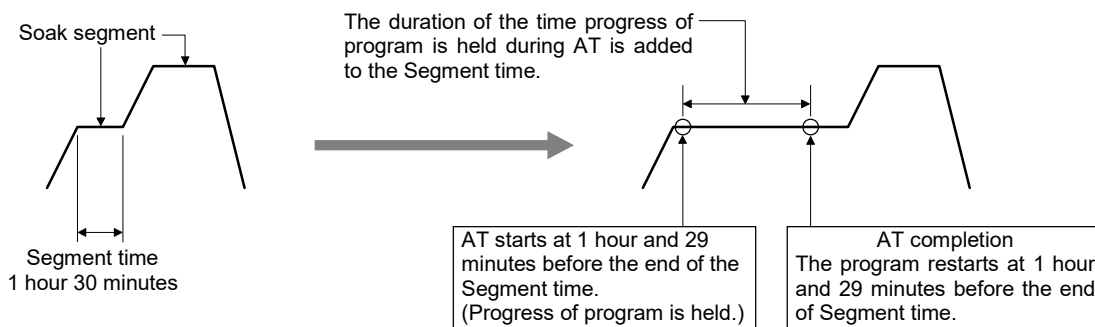 Soak segment
Segment time
1 hour 30 minutes
The duration of the time progress of
program is held during AT is added
to the Segment time.
AT starts at 1 hour and 29
minutes before the end of the
Segment time.
(Progress of program is held.)
AT completion
The program restarts at 1 hour
and 29 minutes before the end
of Segment time.